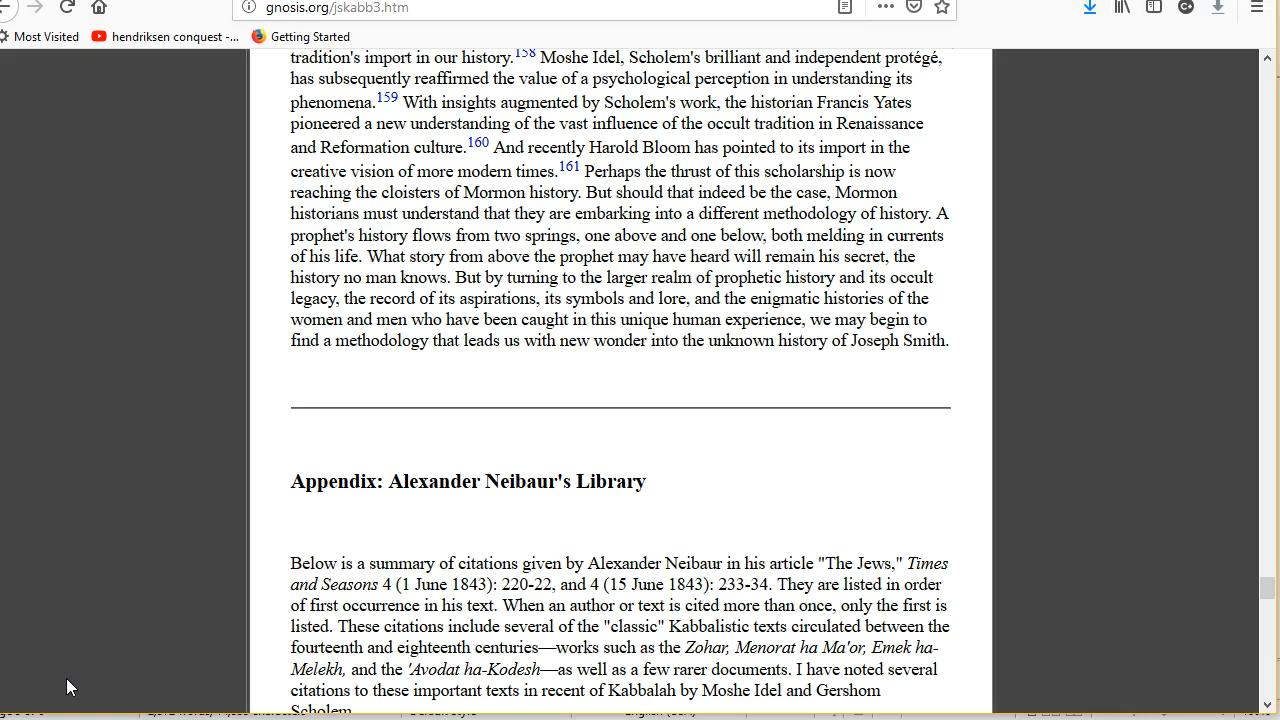 gnosis.org/jskabb3.htm
Most Visited hendriksen conquest -... Getting Started
tradition's import in our history.158 Moshe Idel, Scholem's brilliant and independent protégé,
has subsequently reaffirmed the value of a psychological perception in understanding its
phenomena.159 With insights augmented by Scholem's work, the historian Francis Yates
pioneered a new understanding of the vast influence of the occult tradition in Renaissance
and Reformation culture.160 And recently Harold Bloom has pointed to its import in the
creative vision of more modern times.161 Perhaps the thrust of this scholarship is now
reaching the cloisters of Mormon history. But should that indeed be the case, Mormon
historians must understand that they are embarking into a different methodology of history. A
prophet's history flows from two springs, one above and one below, both melding in currents
of his life. What story from above the prophet may have heard will remain his secret, the
history no man knows. But by turning to the larger realm of prophetic history and its occult
legacy, the record of its aspirations, its symbols and lore, and the enigmatic histories of the
women and men who have been caught in this unique human experience, we may begin to
find a methodology that leads us with new wonder into the unknown history of Joseph Smith.
Appendix: Alexander Neibaur's Library
Below is a summary of citations given by Alexander Neibaur in his article "The Jews," Times
and Seasons 4 (1 June 1843): 220-22, and 4 (15 June 1843): 233-34. They are listed in order
of first occurrence in his text. When an author or text is cited more than once, only the first is
listed. These citations include several of the "classic" Kabbalistic texts circulated between the
fourteenth and eighteenth centuries—works such as the Zohar, Menorat ha Ma'or, Emek ha-
Melekh, and the 'Avodat ha-Kodesh—as well as a few rarer documents. I have noted several
citations to these important texts in recent of Kabbalah by Moshe Idel and Gershom
Scholem